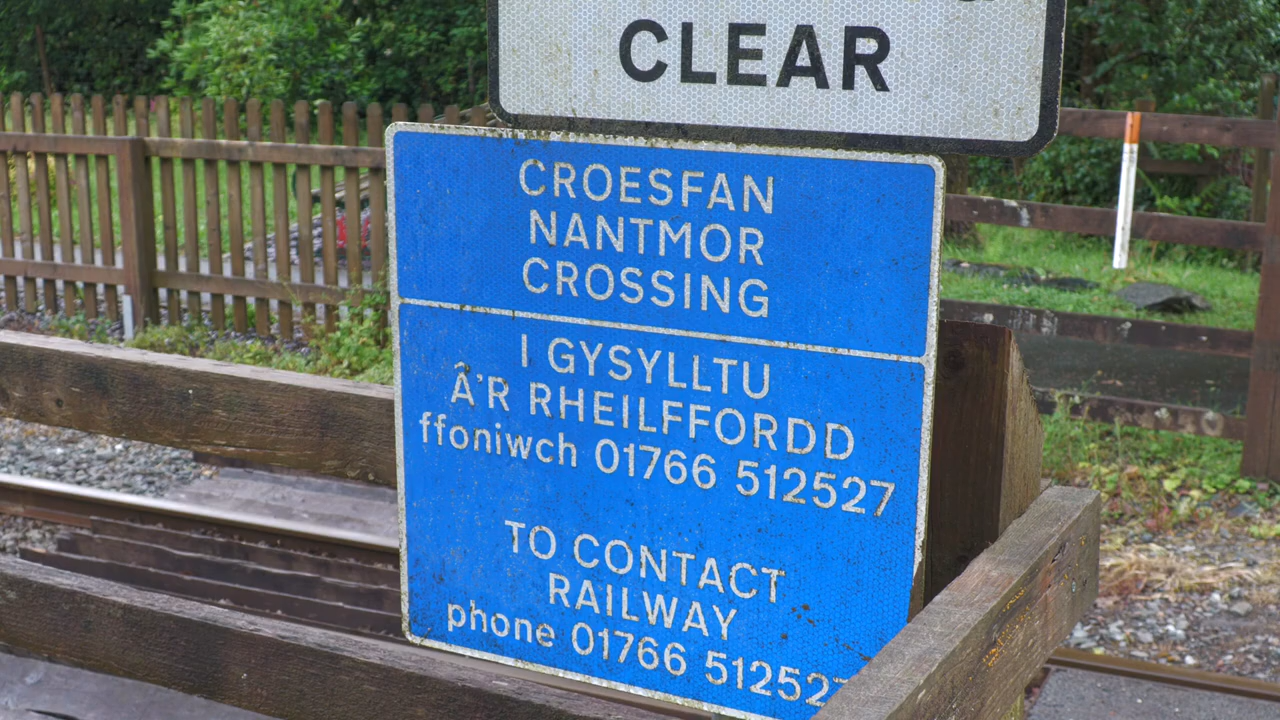 CLEAR
CROESFAN
NANTMOR
CROSSING
I GYSYLLTU
Â'R RHEILFFORDD
ffoniwch 01766 512527
TO CONTACT
RAILWAY
phone 01766 512527